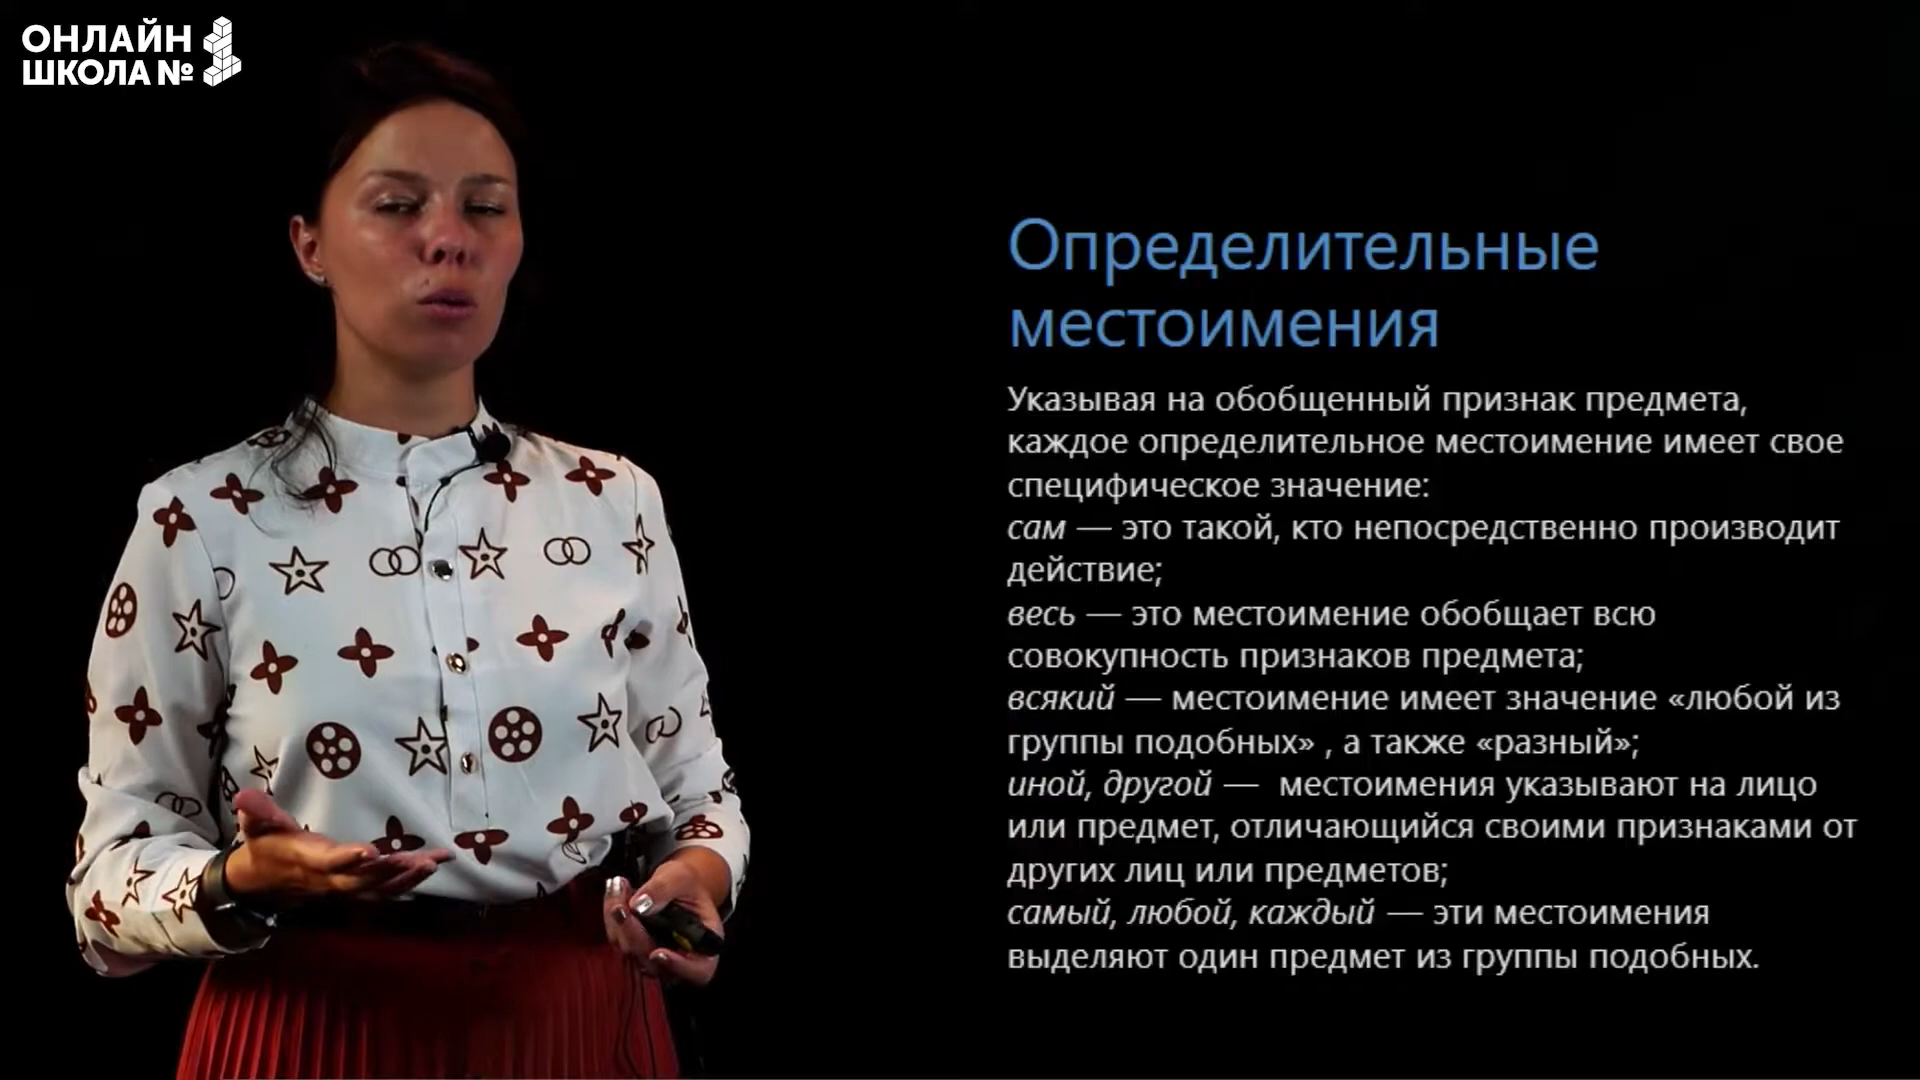 ОНЛАЙН
ШКОЛА №
Определительные
местоимения
Указывая на обобщенный признак предмета,
каждое определительное местоимение имеет свое
специфическое значение:
сам — это такой, кто непосредственно производит
действие;
весь — это местоимение обобщает всю
совокупность признаков предмета;
всякий — местоимение имеет значение «любой из
группы подобных» , а также «разный»;
иной, другой — местоимения указывают на лицо
или предмет, отличающийся своими признаками от
других лиц или предметов;
самый, любой, каждый — эти местоимения
выделяют один предмет из группы подобных.